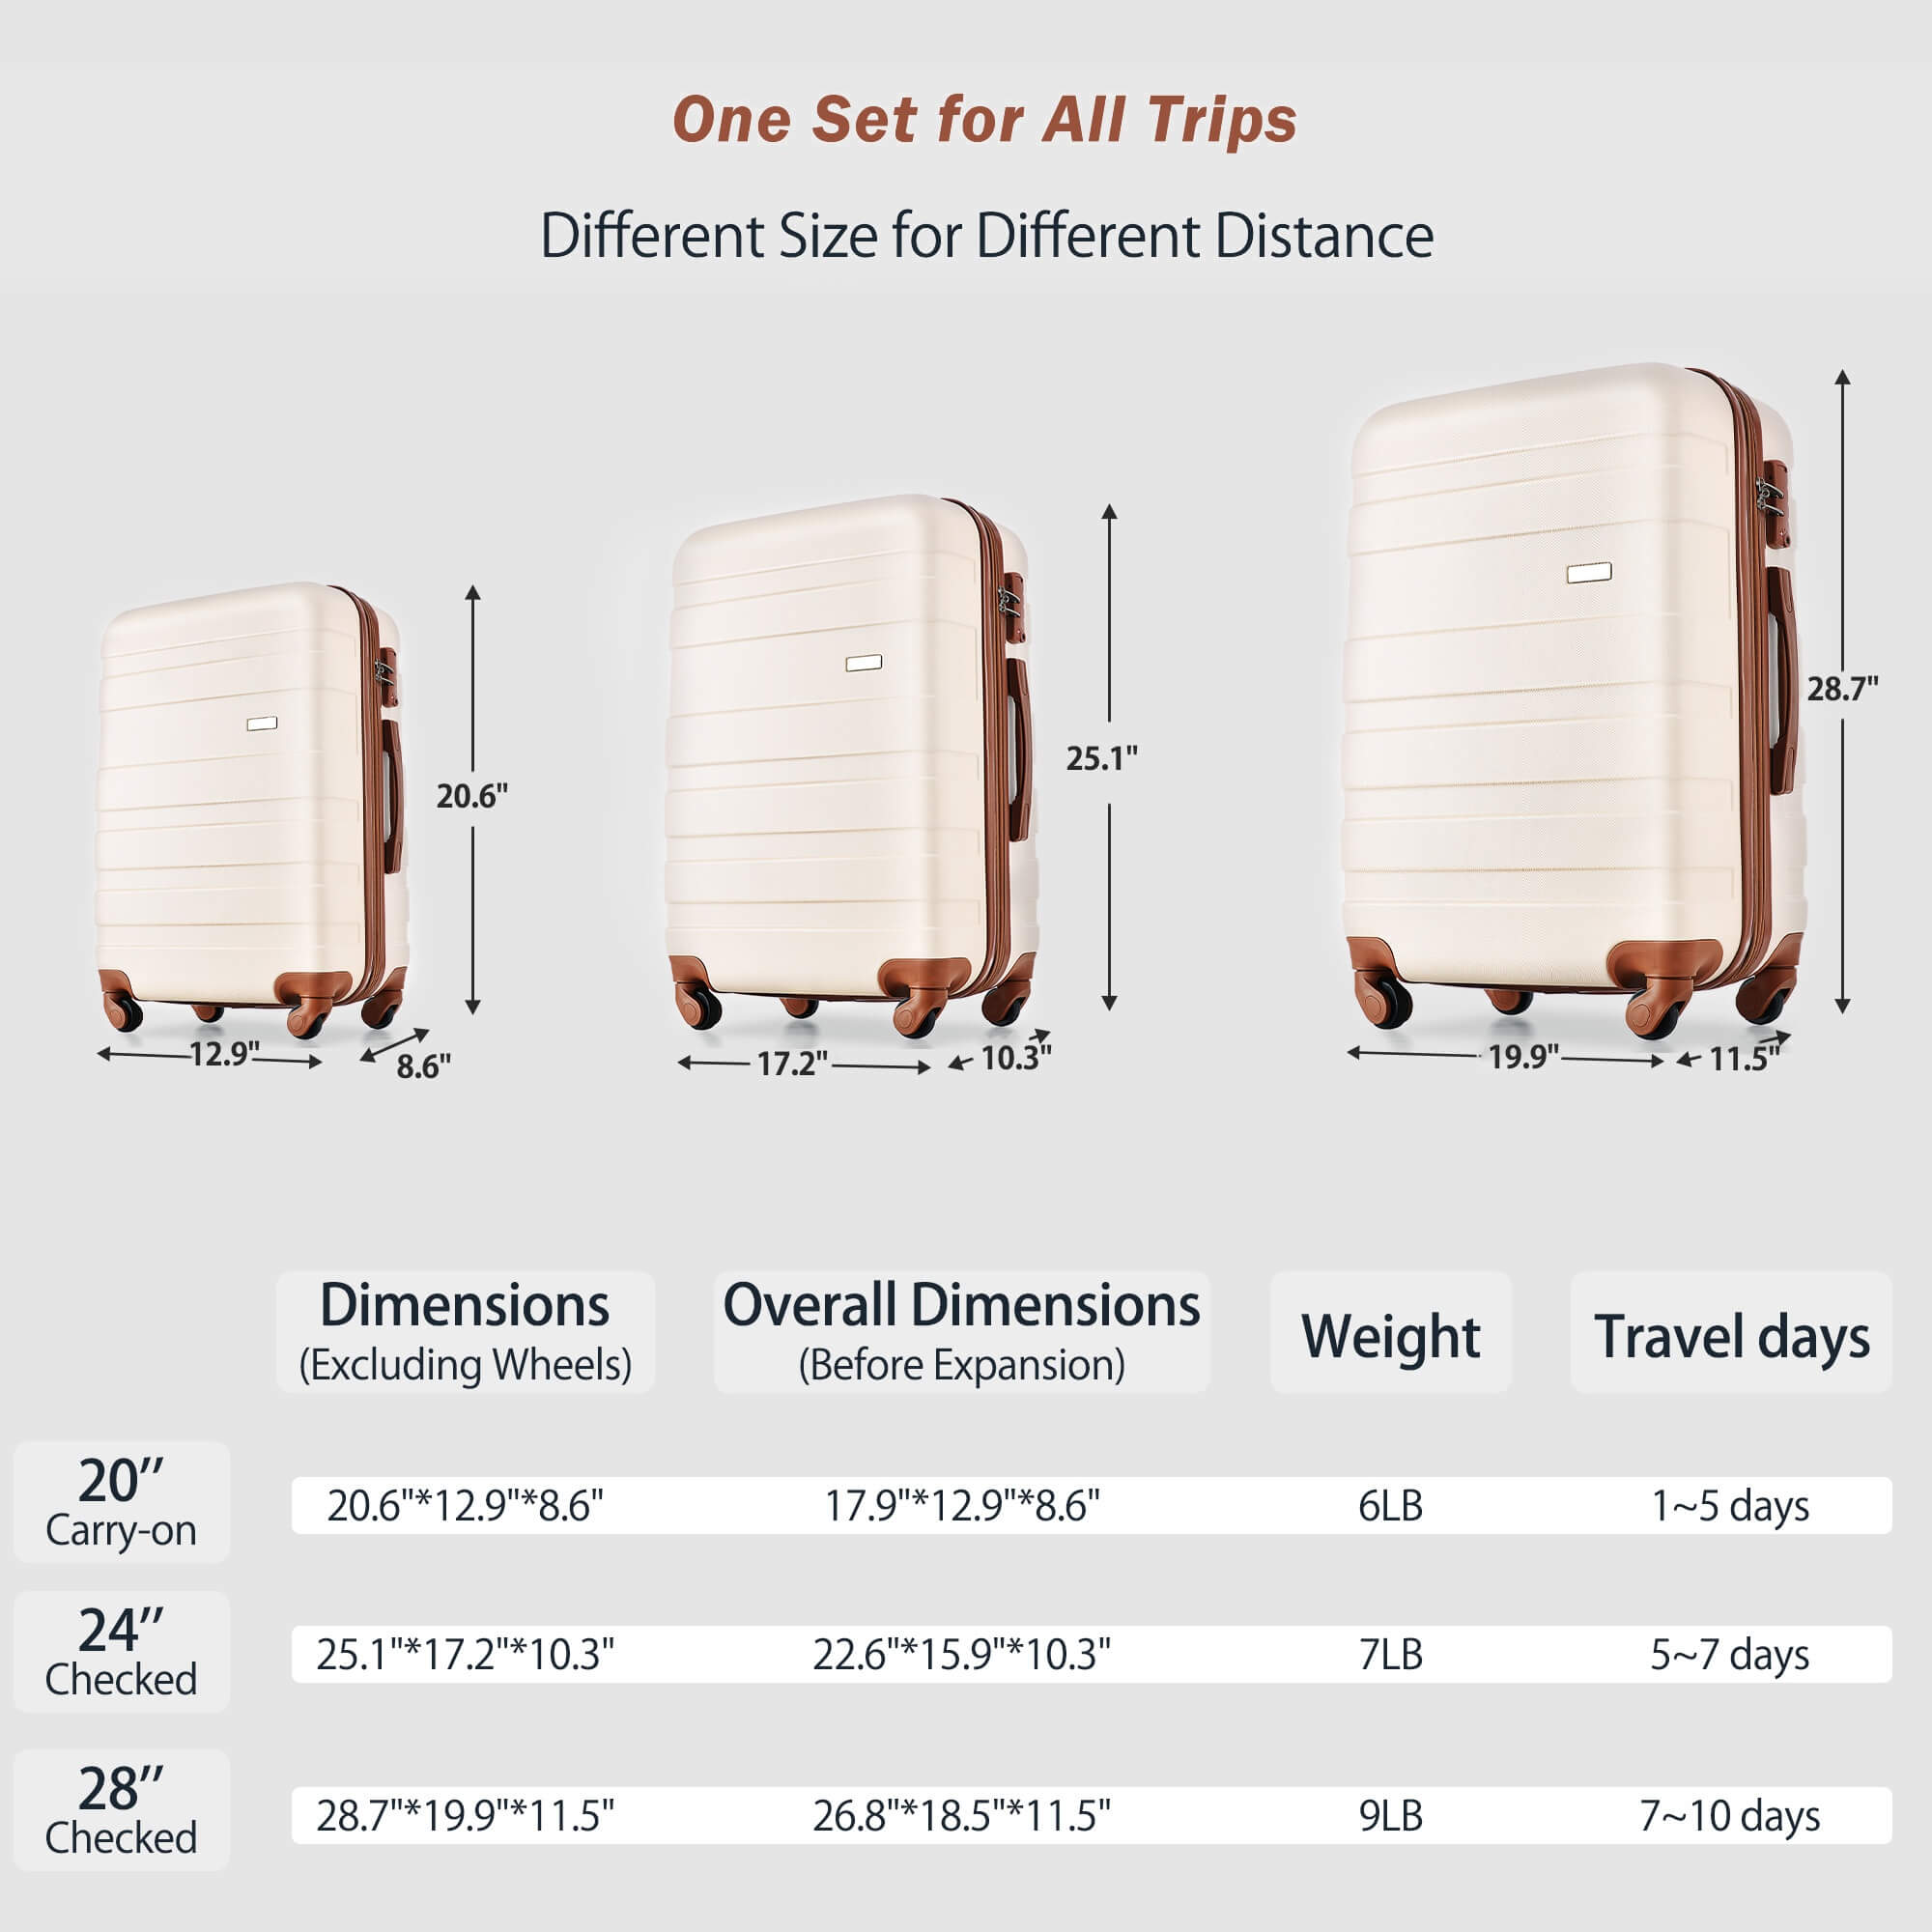 One Set for All Trips
Different Size for Different Distance
20.6"
12.9"
8.6"
25.1"
17.2"
10.3"
28.7"
19.9"
11.5"
Dimensions
(Excluding Wheels)
Overall Dimensions
(Before Expansion)
Weight
Travel days
20’’
Carry-on
20.6"*12.9"*8.6"
17.9"*12.9"*8.6"
6LB
1~5 days
24’’
Checked
25.1"*17.2"*10.3"
22.6"*15.9"*10.3"
7LB
5~7 days
28’’
Checked
28.7"*19.9"*11.5"
26.8"*18.5"*11.5"
9LB
7~10 days